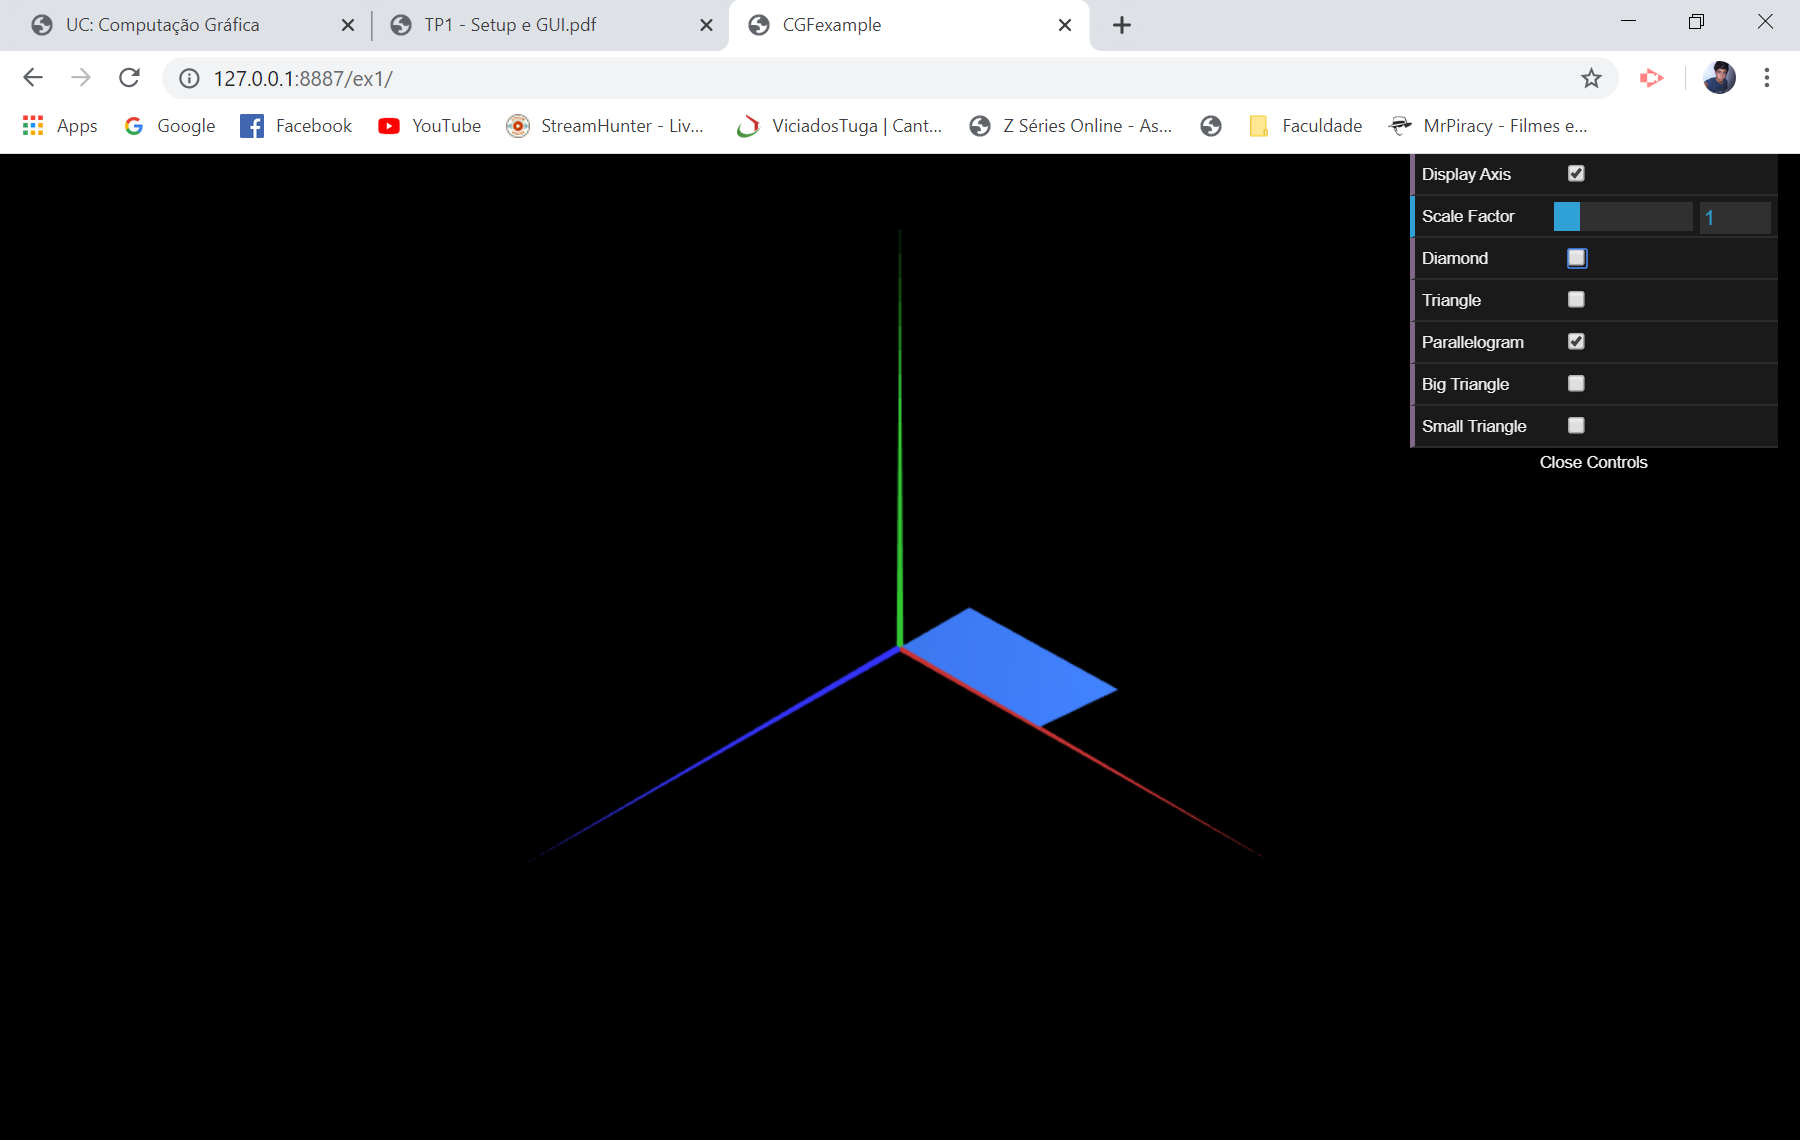 UC: Computação Gráfica
TP1 - Setup e GUI.pdf
CGFexample
127.0.0.1:8887/ex1/
Apps
Google
Facebook
YouTube
StreamHunter - Liv...
ViciadosTuga | Cant...
Z Séries Online - As...
Faculdade
MrPiracy - Filmes e...
Display Axis
Scale Factor 1
Diamond
Triangle
Parallelogram
Big Triangle
Small Triangle
Close Controls